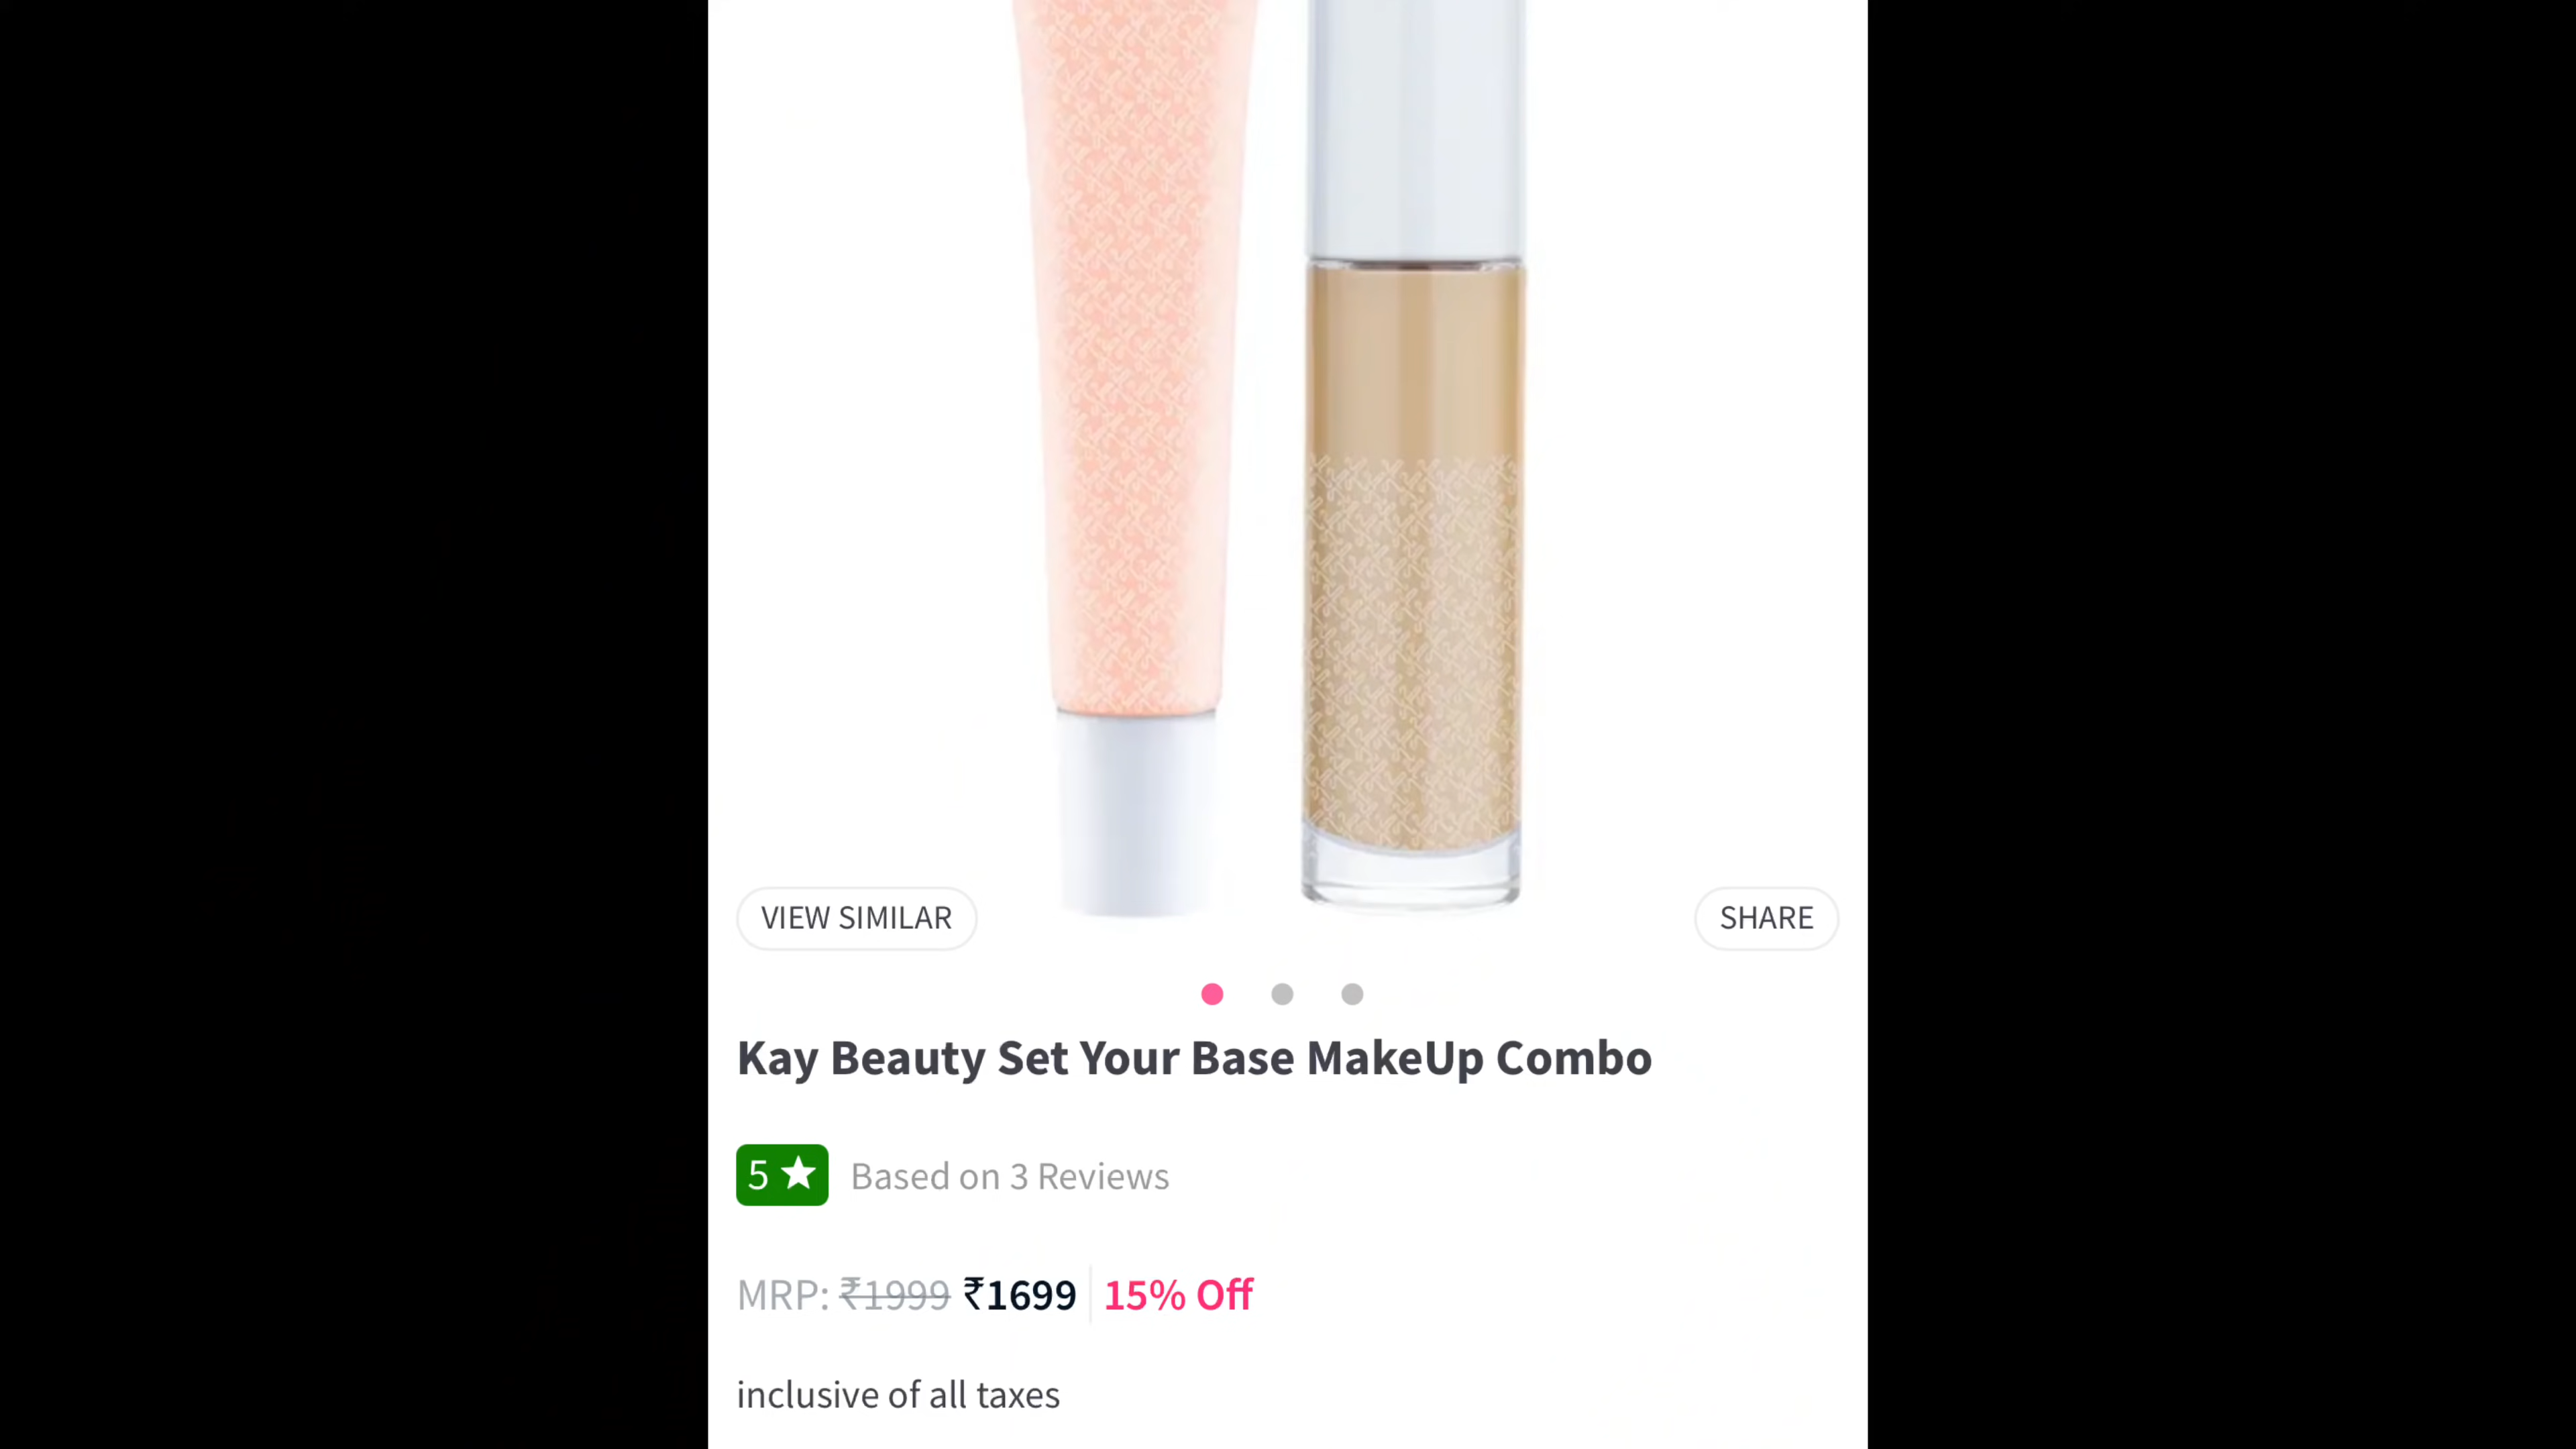 VIEW SIMILAR
SHARE
Kay Beauty Set Your Base MakeUp Combo
5 ★ Based on 3 Reviews
MRP: ₹1999 ₹1699 15% Off
inclusive of all taxes